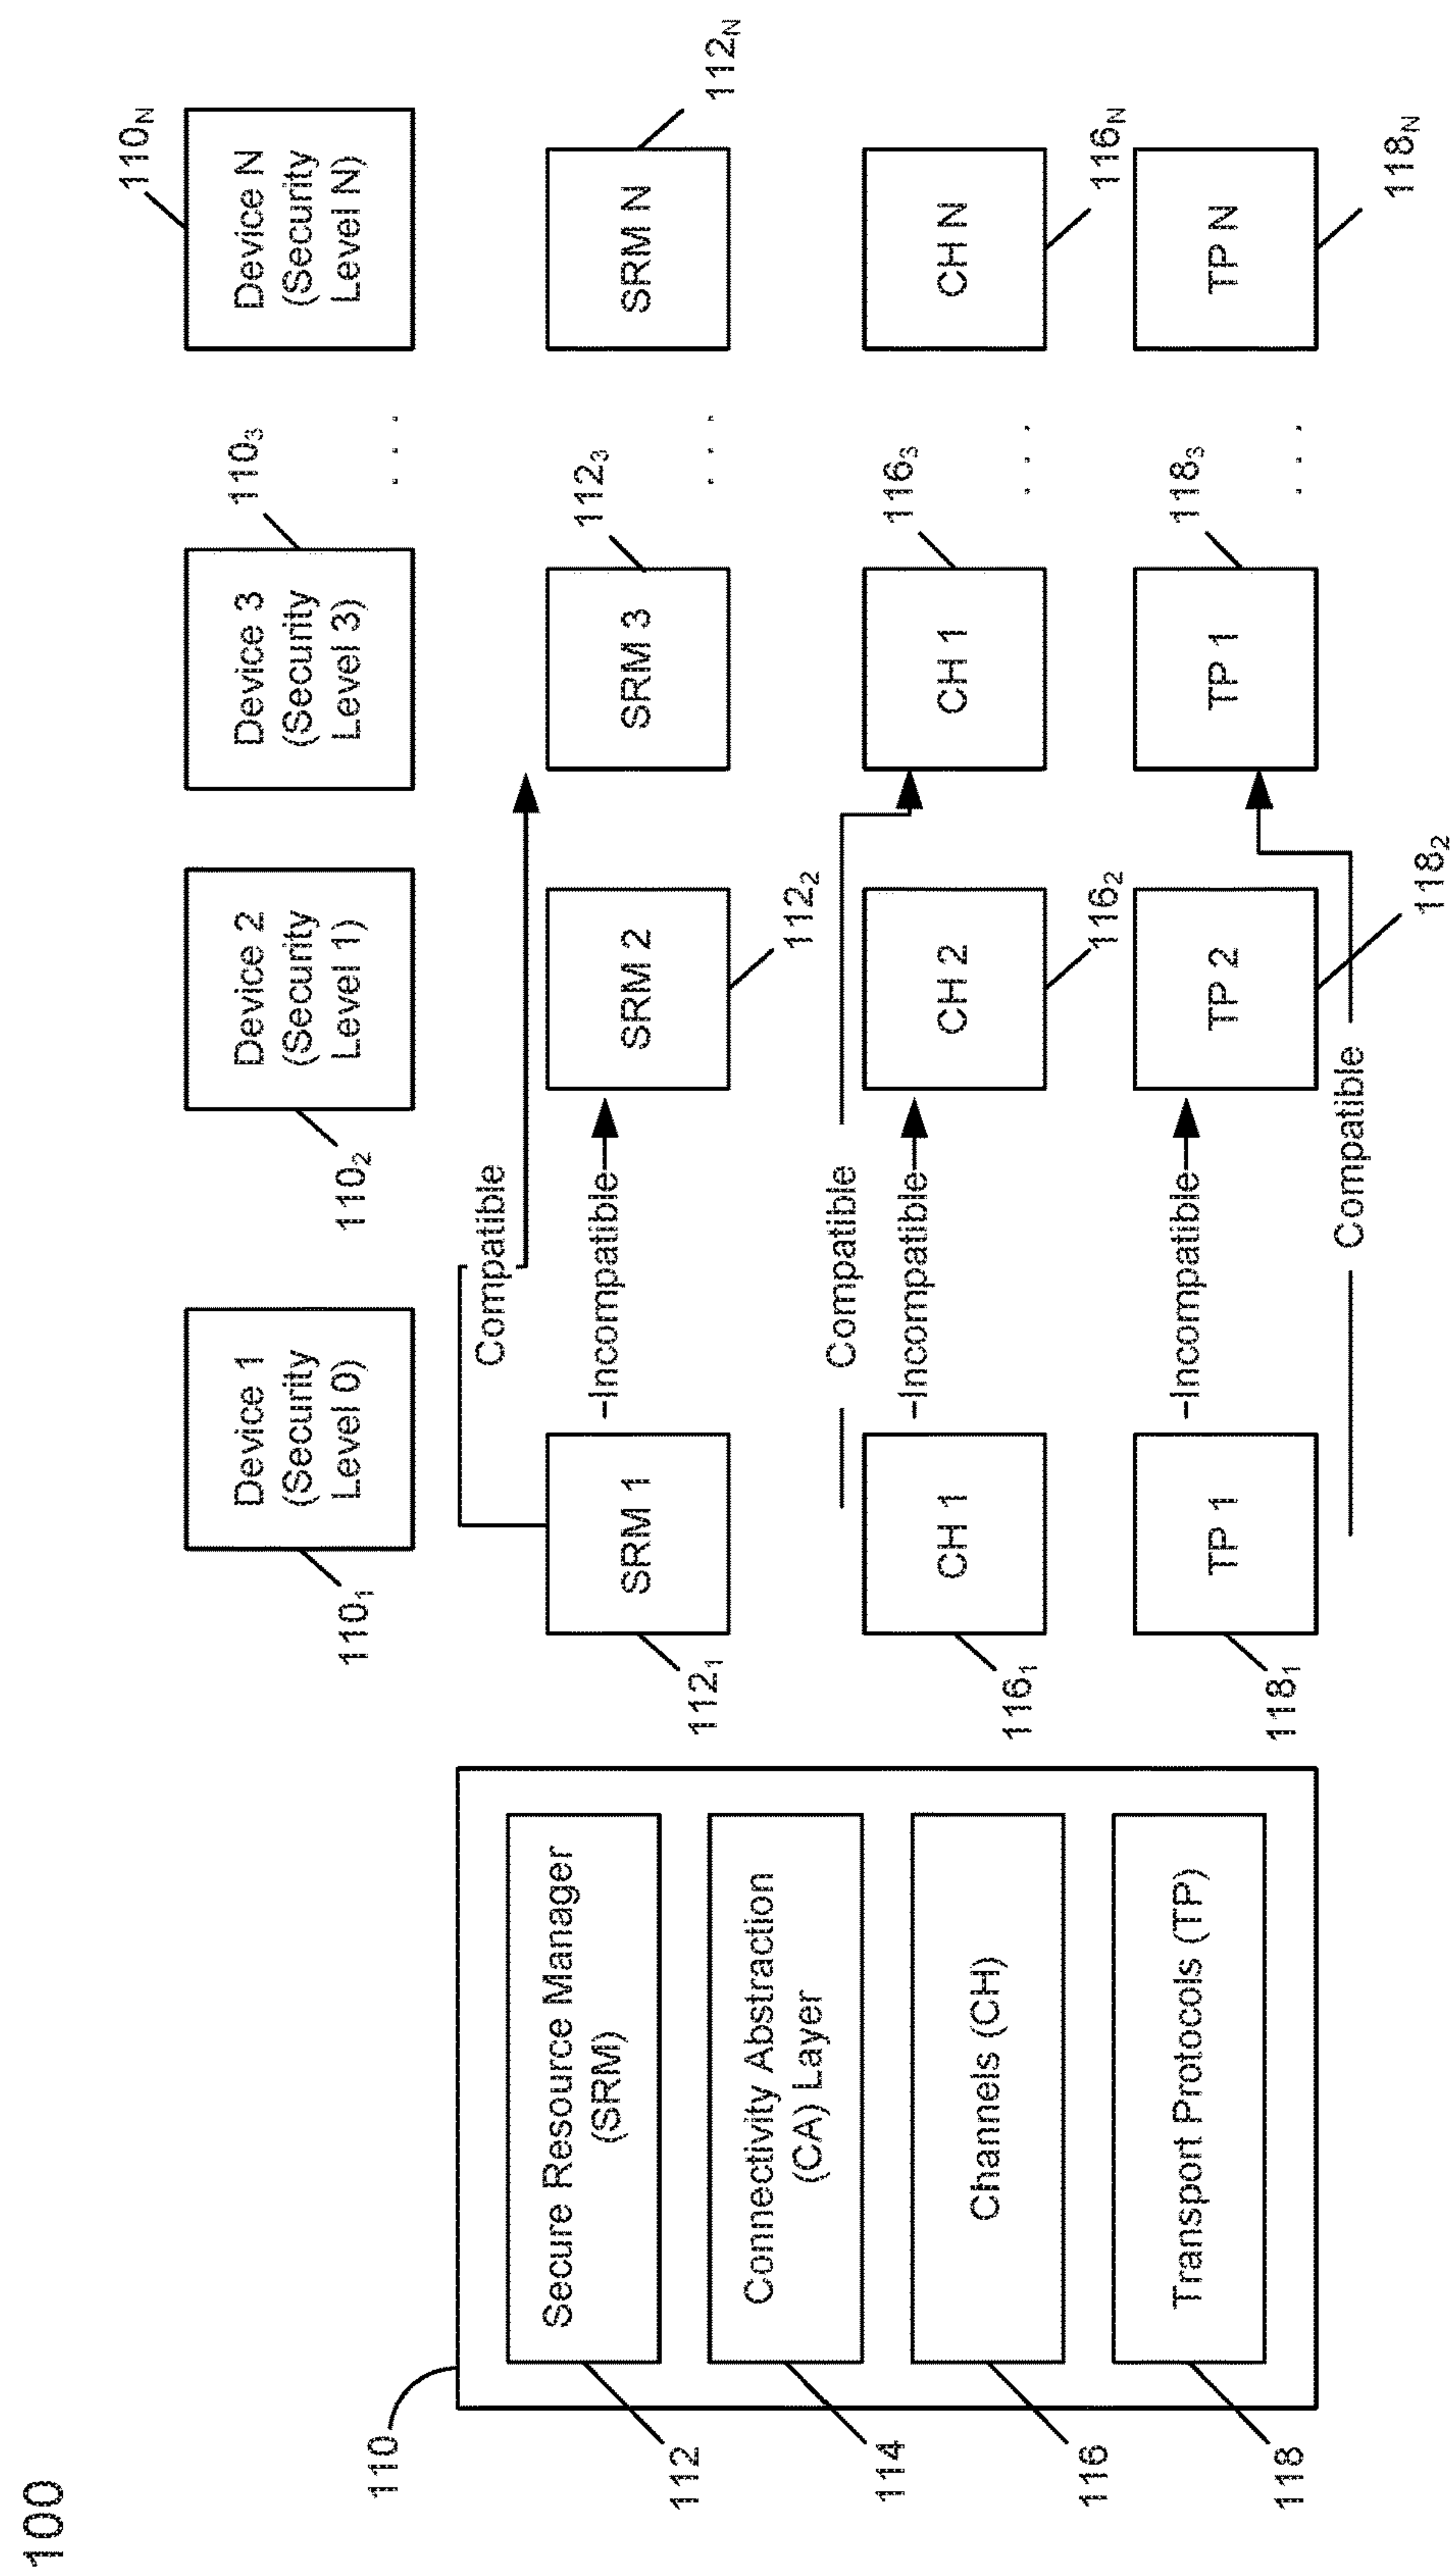 100
110
112
Secure Resource Manager
(SRM)
114
Connectivity Abstraction
(CA) Layer
116
Channels (CH)
118
Transport Protocols (TP)
Device 1
(Security
Level 0)
110₁
Device 2
(Security
Level 1)
110₂
Device 3
(Security
Level 3)
110₃
. . .
Device N
(Security
Level N)
110N
Compatible
SRM 1
112₁
Incompatible
SRM 2
112₂
SRM 3
112₃
. . .
SRM N
112N
Compatible
CH 1
116₁
Incompatible
CH 2
116₂
CH 1
116₃
. . .
CH N
116N
TP 1
118₁
Incompatible
TP 2
118₂
TP 1
118₃
. . .
TP N
118N
Compatible